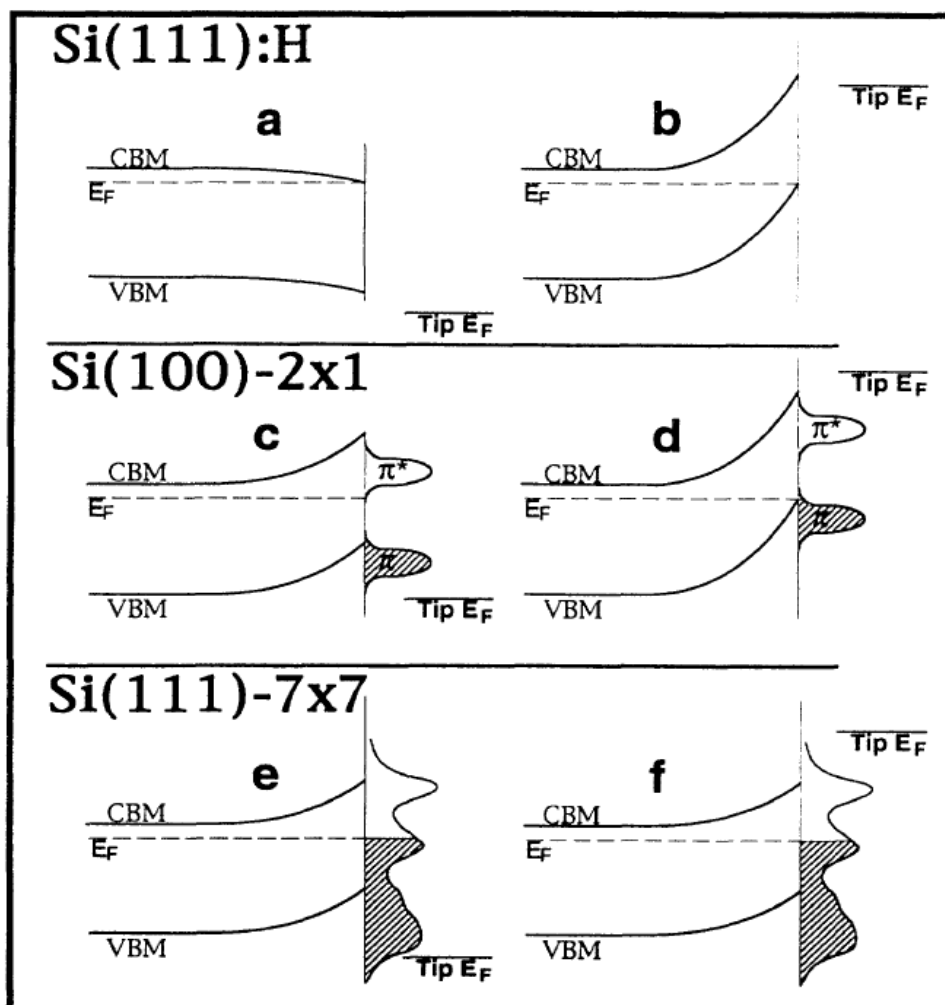 Si(111):H
a
b
Tip EF
CBM
CBM
EF
EF
VBM
VBM
Tip EF
Si(100)-2x1
Tip EF
c
d
π*
π*
CBM
CBM
EF
EF
π
π
VBM
VBM
Tip EF
Si(111)-7x7
Tip EF
e
f
CBM
CBM
EF
EF
VBM
VBM
Tip EF